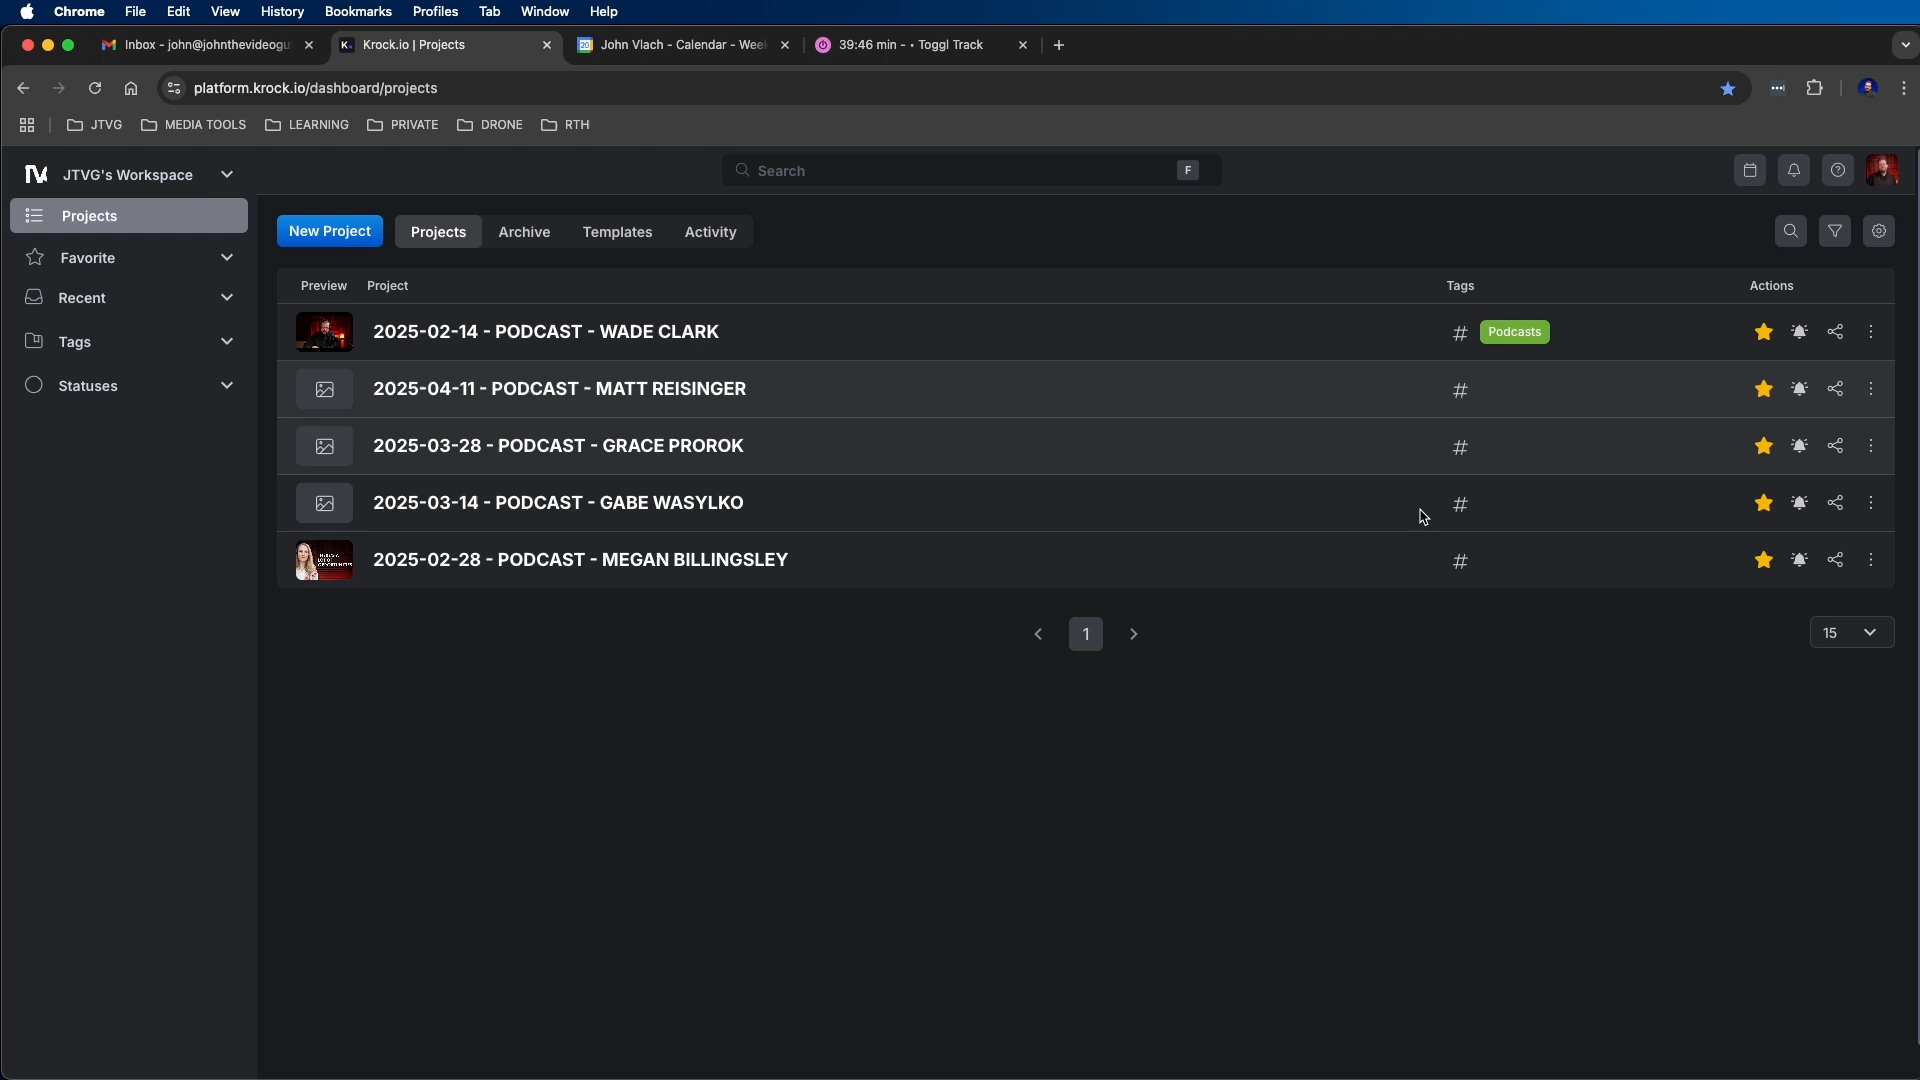 Chrome File Edit View History Bookmarks Profiles Tab Window Help
Inbox - john@johnthevideogu
K. Krock.io | Projects
20 John Vlach - Calendar - Wee
39:46 min - • Toggl Track
platform.krock.io/dashboard/projects
JTVG MEDIA TOOLS LEARNING PRIVATE DRONE RTH
JTVG's Workspace
Search F
Projects
Favorite
Recent
Tags
Statuses
New Project Projects Archive Templates Activity
Preview Project Tags Actions
2025-02-14 - PODCAST - WADE CLARK # Podcasts
2025-04-11 - PODCAST - MATT REISINGER #
2025-03-28 - PODCAST - GRACE PROROK #
2025-03-14 - PODCAST - GABE WASYLKO #
2025-02-28 - PODCAST - MEGAN BILLINGSLEY #
1
15